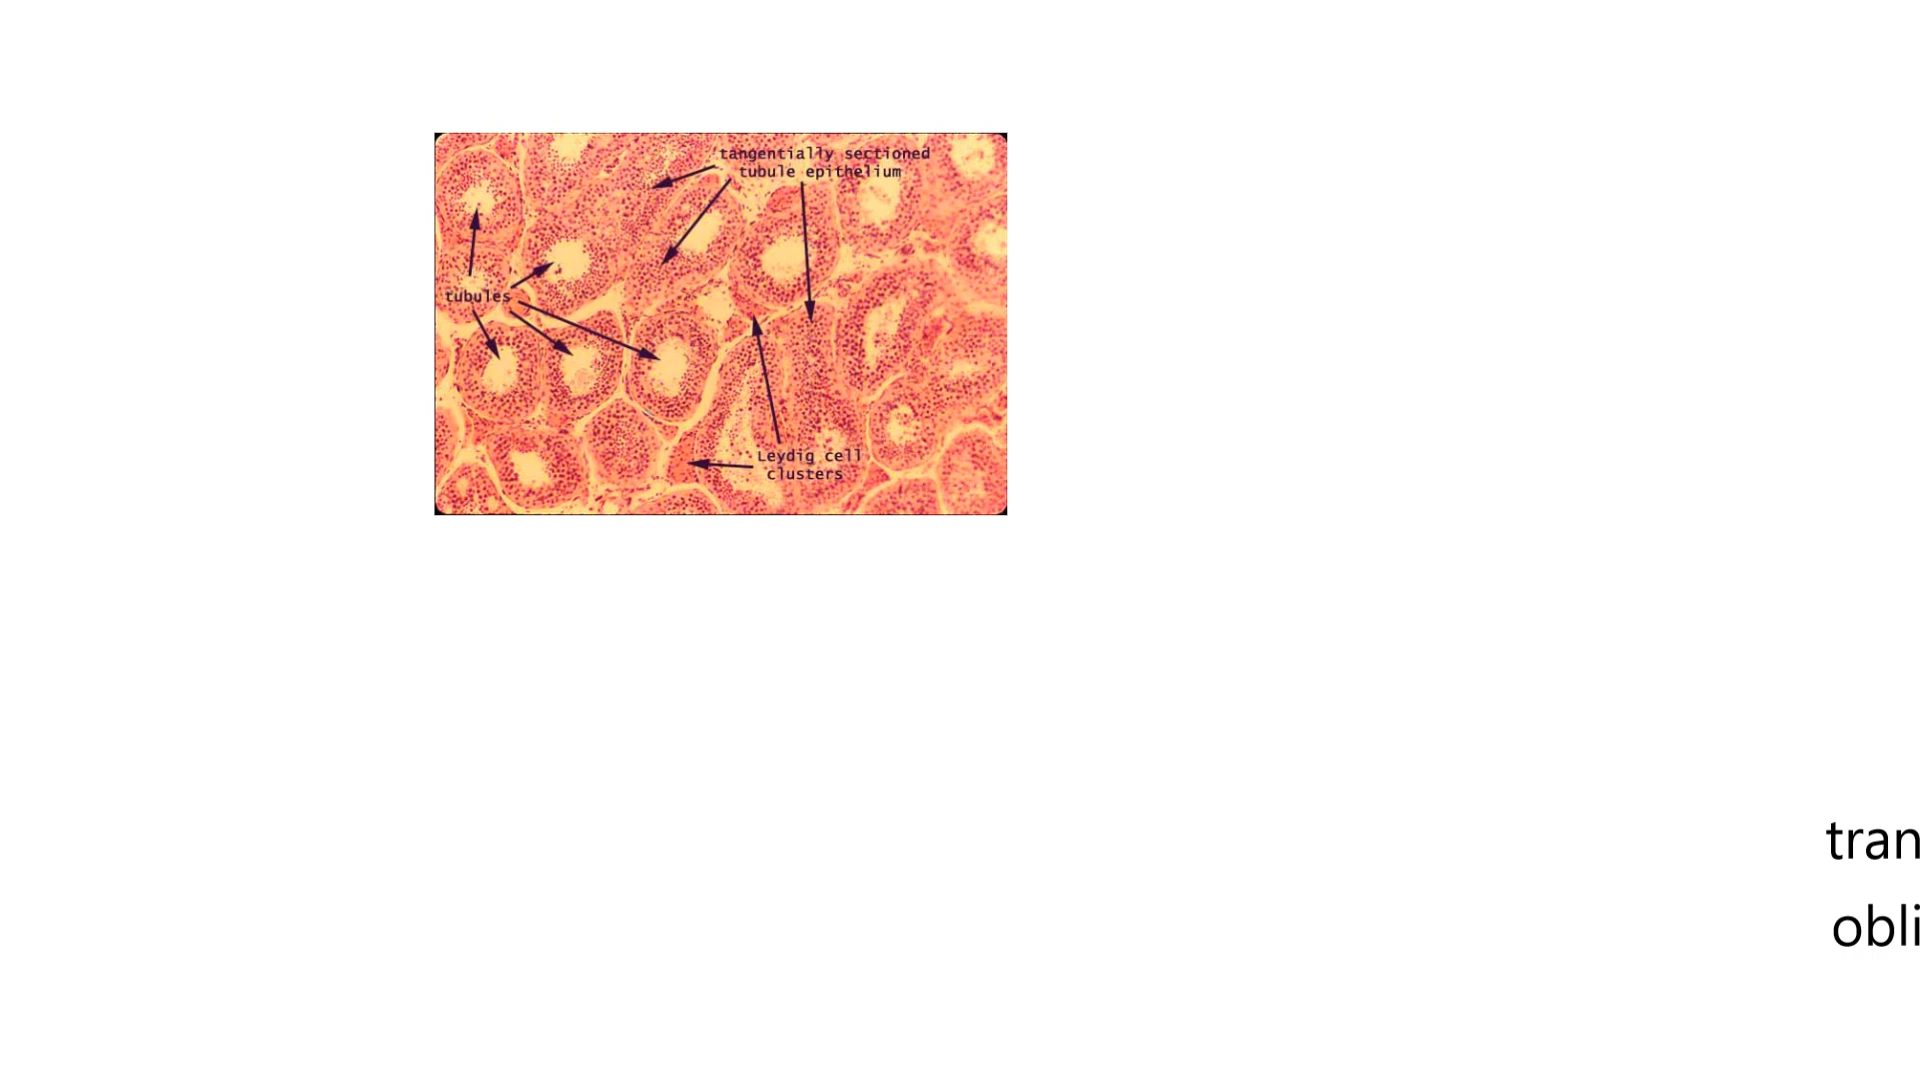 tangentially sectioned
tubule epithelium
tubules
Leydig cell
clusters
tran
obli